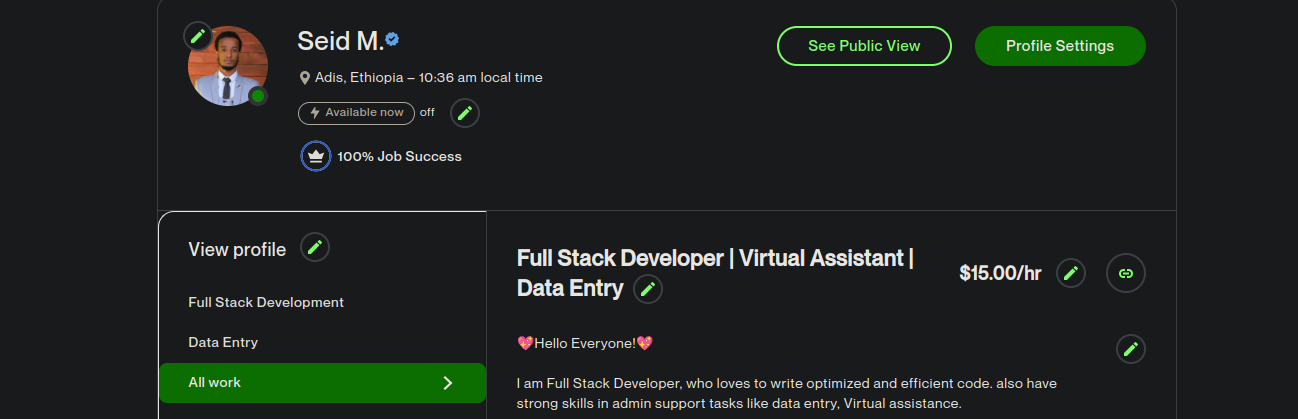 Seid M.
Adis, Ethiopia – 10:36 am local time
Available now off
100% Job Success
See Public View
Profile Settings
View profile
Full Stack Development
Data Entry
All work
Full Stack Developer | Virtual Assistant |
Data Entry
$15.00/hr
💖Hello Everyone!💖
I am Full Stack Developer, who loves to write optimized and efficient code. also have
strong skills in admin support tasks like data entry, Virtual assistance.